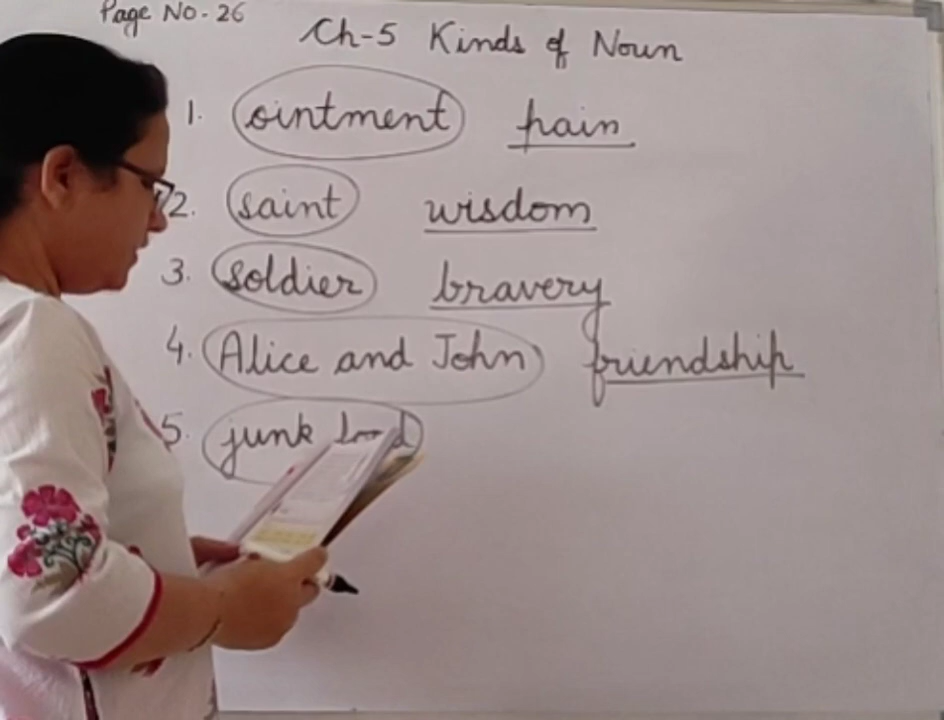 Page No. - 26
Ch-5 Kinds of Noun
1. ointment pain
2. saint wisdom
3. soldier bravery
4. Alice and John friendship
5. junk